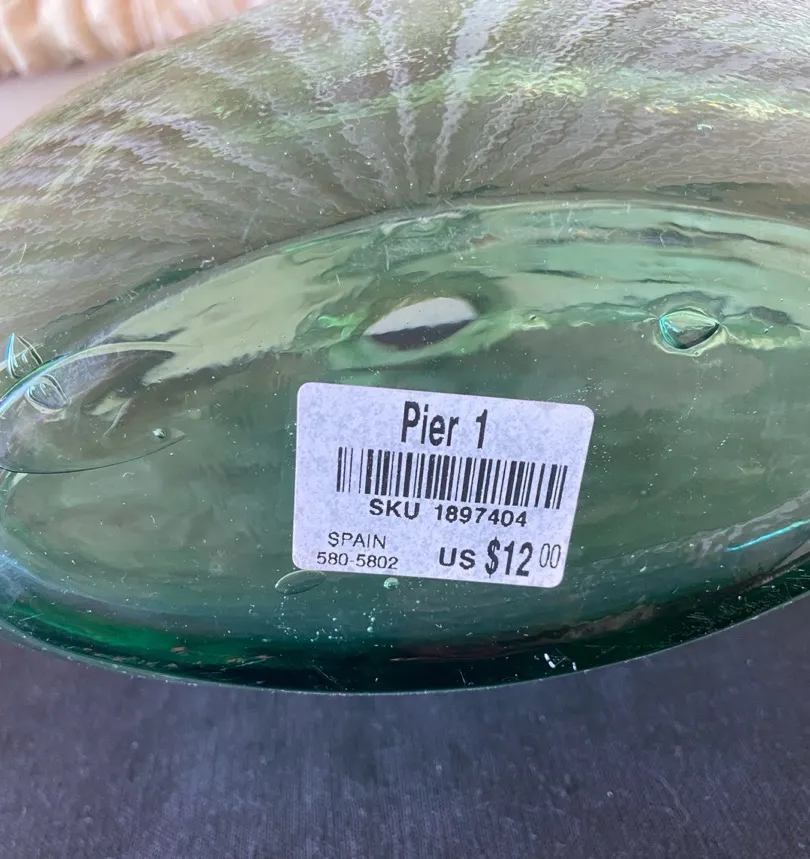 Pier 1
SKU 1897404
SPAIN
580-5802
US $12 00